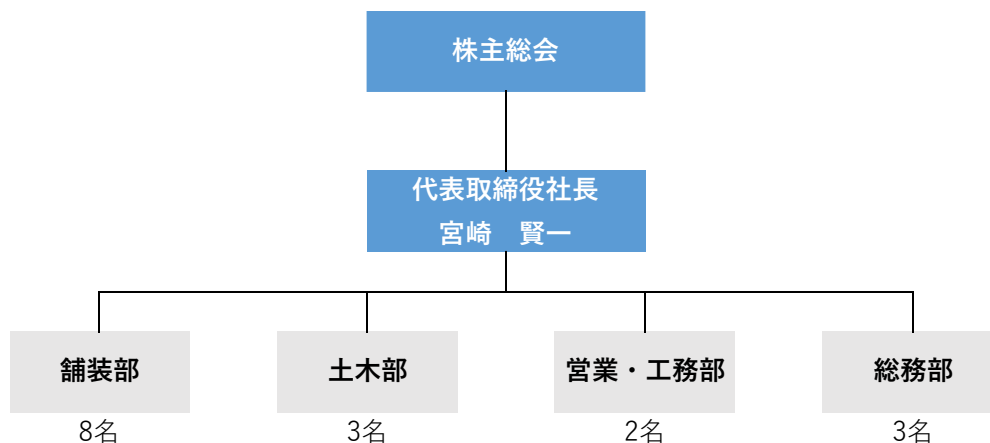 株主総会
代表取締役社長
宮崎　賢一
舗装部
土木部
営業・工務部
総務部
8名
3名
2名
3名